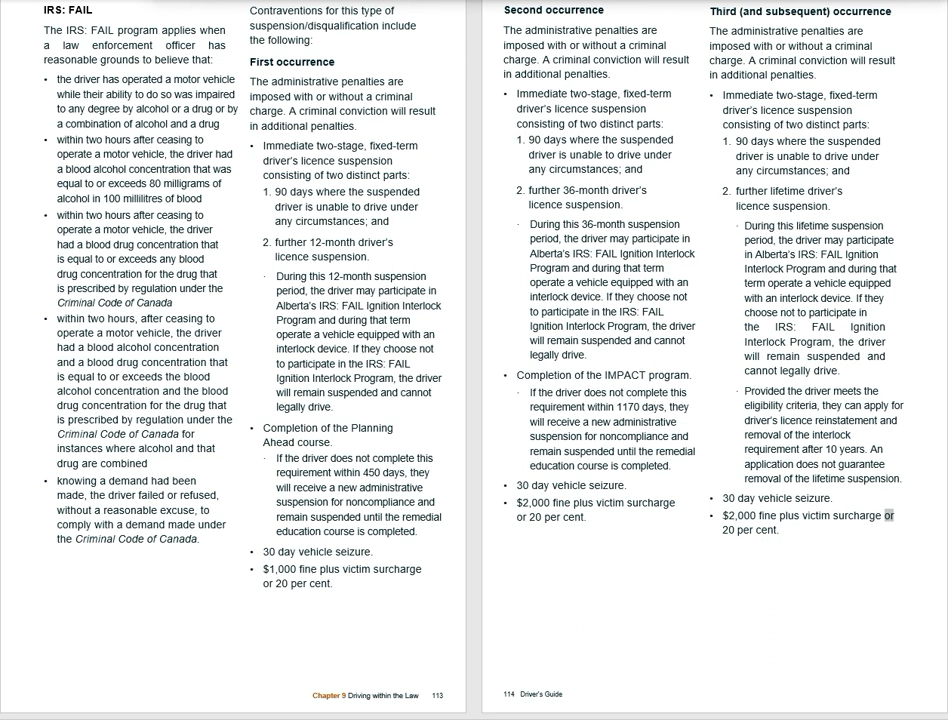 IRS: FAIL
The IRS: FAIL program applies when
a law enforcement officer has
reasonable grounds to believe that:
• the driver has operated a motor vehicle
while their ability to do so was impaired
to any degree by alcohol or a drug or by
a combination of alcohol and a drug
• within two hours after ceasing to
operate a motor vehicle, the driver had
a blood alcohol concentration that was
equal to or exceeds 80 milligrams of
alcohol in 100 millilitres of blood
• within two hours after ceasing to
operate a motor vehicle, the driver
had a blood drug concentration that
is equal to or exceeds any blood
drug concentration for the drug that
is prescribed by regulation under the
Criminal Code of Canada
• within two hours, after ceasing to
operate a motor vehicle, the driver
had a blood alcohol concentration
and a blood drug concentration that
is equal to or exceeds the blood
alcohol concentration and the blood
drug concentration for the drug that
is prescribed by regulation under the
Criminal Code of Canada for
instances where alcohol and that
drug are combined
• knowing a demand had been
made, the driver failed or refused,
without a reasonable excuse, to
comply with a demand made under
the Criminal Code of Canada.
Contraventions for this type of
suspension/disqualification include
the following:
First occurrence
The administrative penalties are
imposed with or without a criminal
charge. A criminal conviction will result
in additional penalties.
• Immediate two-stage, fixed-term
driver's licence suspension
consisting of two distinct parts:
1. 90 days where the suspended
driver is unable to drive under
any circumstances; and
2. further 12-month driver's
licence suspension.
· During this 12-month suspension
period, the driver may participate in
Alberta's IRS: FAIL Ignition Interlock
Program and during that term
operate a vehicle equipped with an
interlock device. If they choose not
to participate in the IRS: FAIL
Ignition Interlock Program, the driver
will remain suspended and cannot
legally drive.
• Completion of the Planning
Ahead course.
· If the driver does not complete this
requirement within 450 days, they
will receive a new administrative
suspension for noncompliance and
remain suspended until the remedial
education course is completed.
• 30 day vehicle seizure.
• $1,000 fine plus victim surcharge
or 20 per cent.
Chapter 9 Driving within the Law 113
Second occurrence
The administrative penalties are
imposed with or without a criminal
charge. A criminal conviction will result
in additional penalties.
• Immediate two-stage, fixed-term
driver's licence suspension
consisting of two distinct parts:
1. 90 days where the suspended
driver is unable to drive under
any circumstances; and
2. further 36-month driver's
licence suspension.
· During this 36-month suspension
period, the driver may participate in
Alberta's IRS: FAIL Ignition Interlock
Program and during that term
operate a vehicle equipped with an
interlock device. If they choose not
to participate in the IRS: FAIL
Ignition Interlock Program, the driver
will remain suspended and cannot
legally drive.
• Completion of the IMPACT program.
· If the driver does not complete this
requirement within 1170 days, they
will receive a new administrative
suspension for noncompliance and
remain suspended until the remedial
education course is completed.
• 30 day vehicle seizure.
• $2,000 fine plus victim surcharge
or 20 per cent.
Third (and subsequent) occurrence
The administrative penalties are
imposed with or without a criminal
charge. A criminal conviction will result
in additional penalties.
• Immediate two-stage, fixed-term
driver's licence suspension
consisting of two distinct parts:
1. 90 days where the suspended
driver is unable to drive under
any circumstances; and
2. further lifetime driver's
licence suspension.
· During this lifetime suspension
period, the driver may participate
in Alberta's IRS: FAIL Ignition
Interlock Program and during that
term operate a vehicle equipped
with an interlock device. If they
choose not to participate in
the IRS: FAIL Ignition
Interlock Program, the driver
will remain suspended and
cannot legally drive.
· Provided the driver meets the
eligibility criteria, they can apply for
driver's licence reinstatement and
removal of the interlock
requirement after 10 years. An
application does not guarantee
removal of the lifetime suspension.
• 30 day vehicle seizure.
• $2,000 fine plus victim surcharge or
20 per cent.
114 Driver's Guide